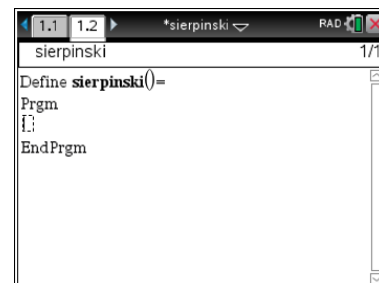 1.1 1.2 *sierpinski RAD
sierpinski 1/1
Define sierpinski()=
Prgm
EndPrgm